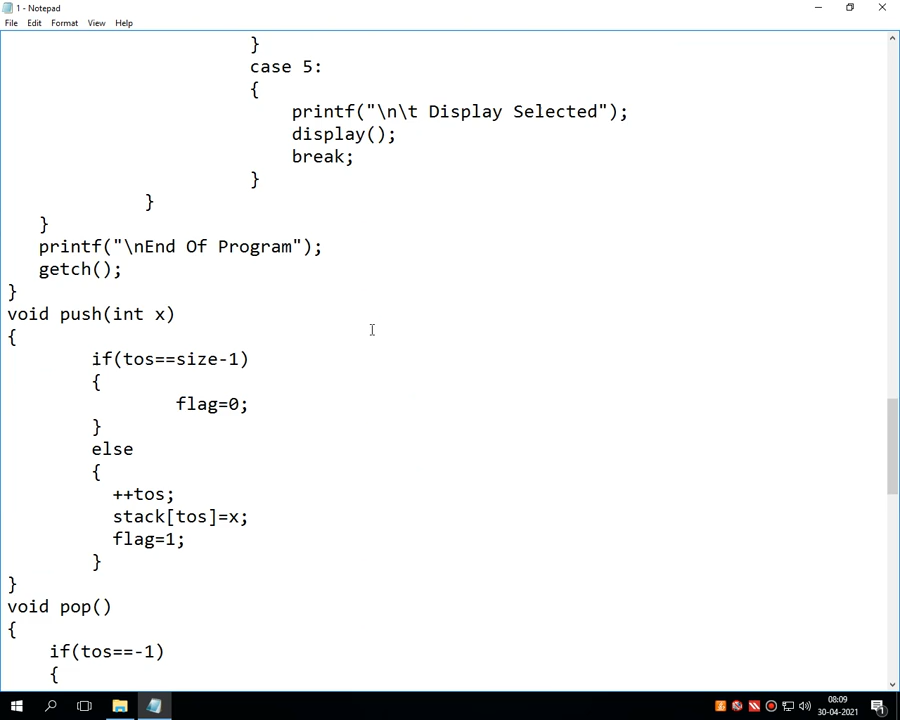 1 - Notepad
File Edit Format View Help
}
case 5:
{
printf("\n\t Display Selected");
display();
break;
}
}
}
printf("\nEnd Of Program");
getch();
}
void push(int x)
{
if(tos==size-1)
{
flag=0;
}
else
{
++tos;
stack[tos]=x;
flag=1;
}
}
void pop()
{
if(tos==-1)
{
08:09
30-04-2021
1